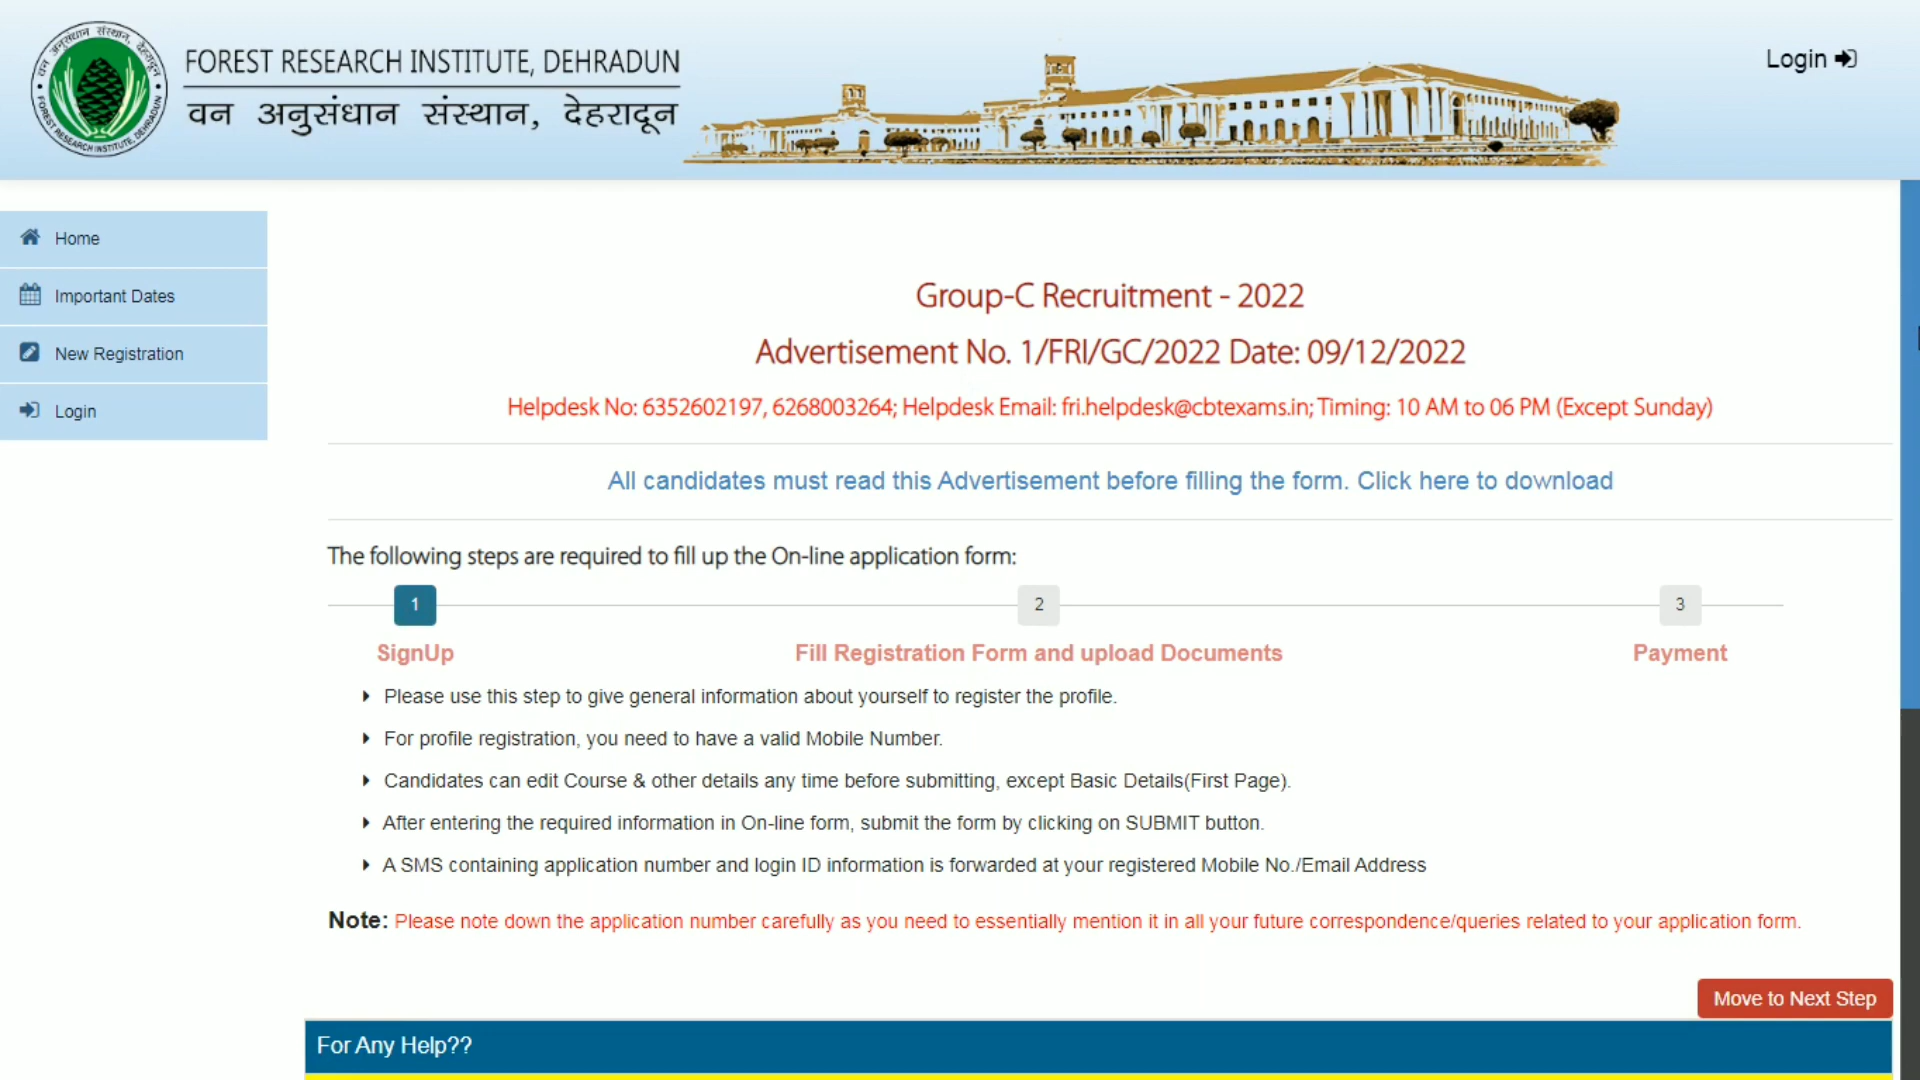 वन अनुसंधान संस्थान, देहरादून
FOREST RESEARCH INSTITUTE, DEHRADUN
FOREST RESEARCH INSTITUTE, DEHRADUN
वन अनुसंधान संस्थान, देहरादून
Login
Home
Important Dates
New Registration
Login
Group-C Recruitment - 2022
Advertisement No. 1/FRI/GC/2022 Date: 09/12/2022
Helpdesk No: 6352602197, 6268003264; Helpdesk Email: fri.helpdesk@cbtexams.in; Timing: 10 AM to 06 PM (Except Sunday)
All candidates must read this Advertisement before filling the form. Click here to download
The following steps are required to fill up the On-line application form:
1 2 3
SignUp Fill Registration Form and upload Documents Payment
Please use this step to give general information about yourself to register the profile.
For profile registration, you need to have a valid Mobile Number.
Candidates can edit Course & other details any time before submitting, except Basic Details(First Page).
After entering the required information in On-line form, submit the form by clicking on SUBMIT button.
A SMS containing application number and login ID information is forwarded at your registered Mobile No./Email Address
Note: Please note down the application number carefully as you need to essentially mention it in all your future correspondence/queries related to your application form.
Move to Next Step
For Any Help??